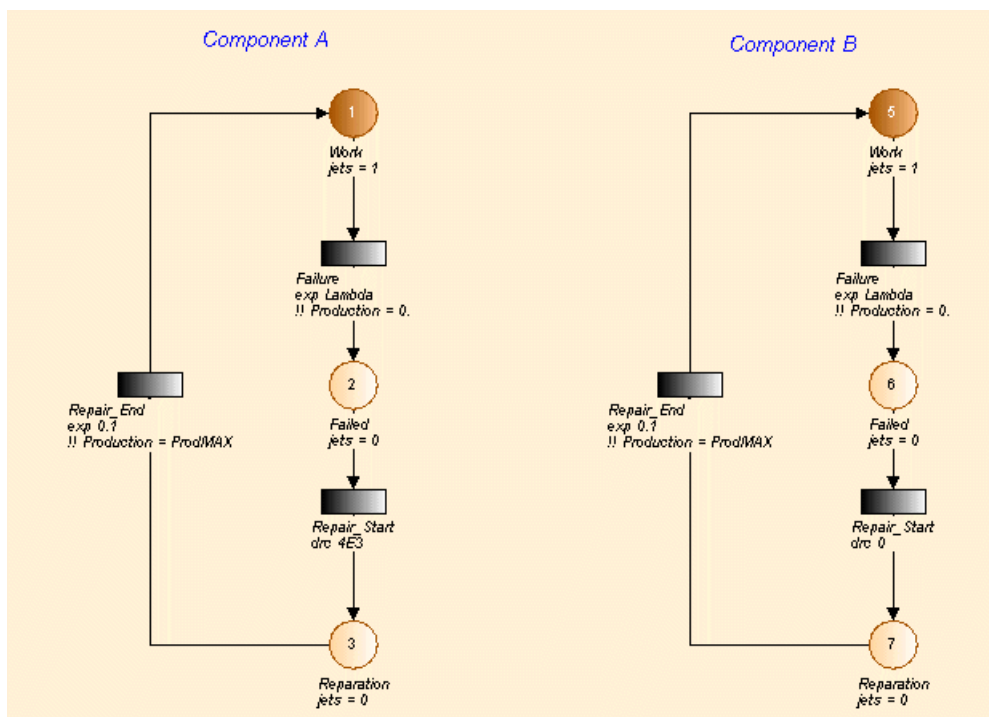 Component A
1
Work
jets = 1
Failure
exp Lambda
!! Production = 0.
2
Failed
jets = 0
Repair_End
exp 0.1
!! Production = ProdMAX
Repair_Start
drc 4E3
3
Reparation
jets = 0
Component B
5
Work
jets = 1
Failure
exp Lambda
!! Production = 0.
6
Failed
jets = 0
Repair_End
exp 0.1
!! Production = ProdMAX
Repair_Start
drc 0
7
Reparation
jets = 0